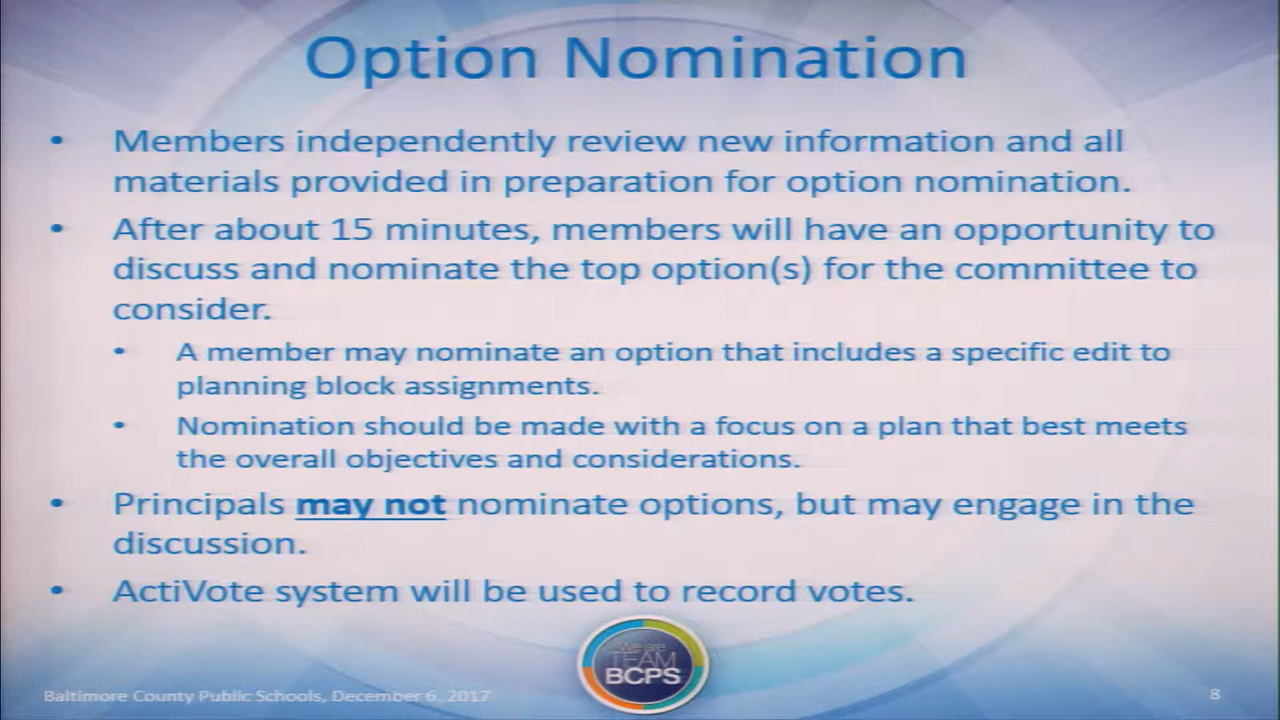 Option Nomination
• Members independently review new information and all
materials provided in preparation for option nomination.
• After about 15 minutes, members will have an opportunity to
discuss and nominate the top option(s) for the committee to
consider.
• A member may nominate an option that includes a specific edit to
planning block assignments.
• Nomination should be made with a focus on a plan that best meets
the overall objectives and considerations.
• Principals may not nominate options, but may engage in the
discussion.
• ActiVote system will be used to record votes.
We are
TEAM
BCPS
Baltimore County Public Schools, December 6, 2017
8